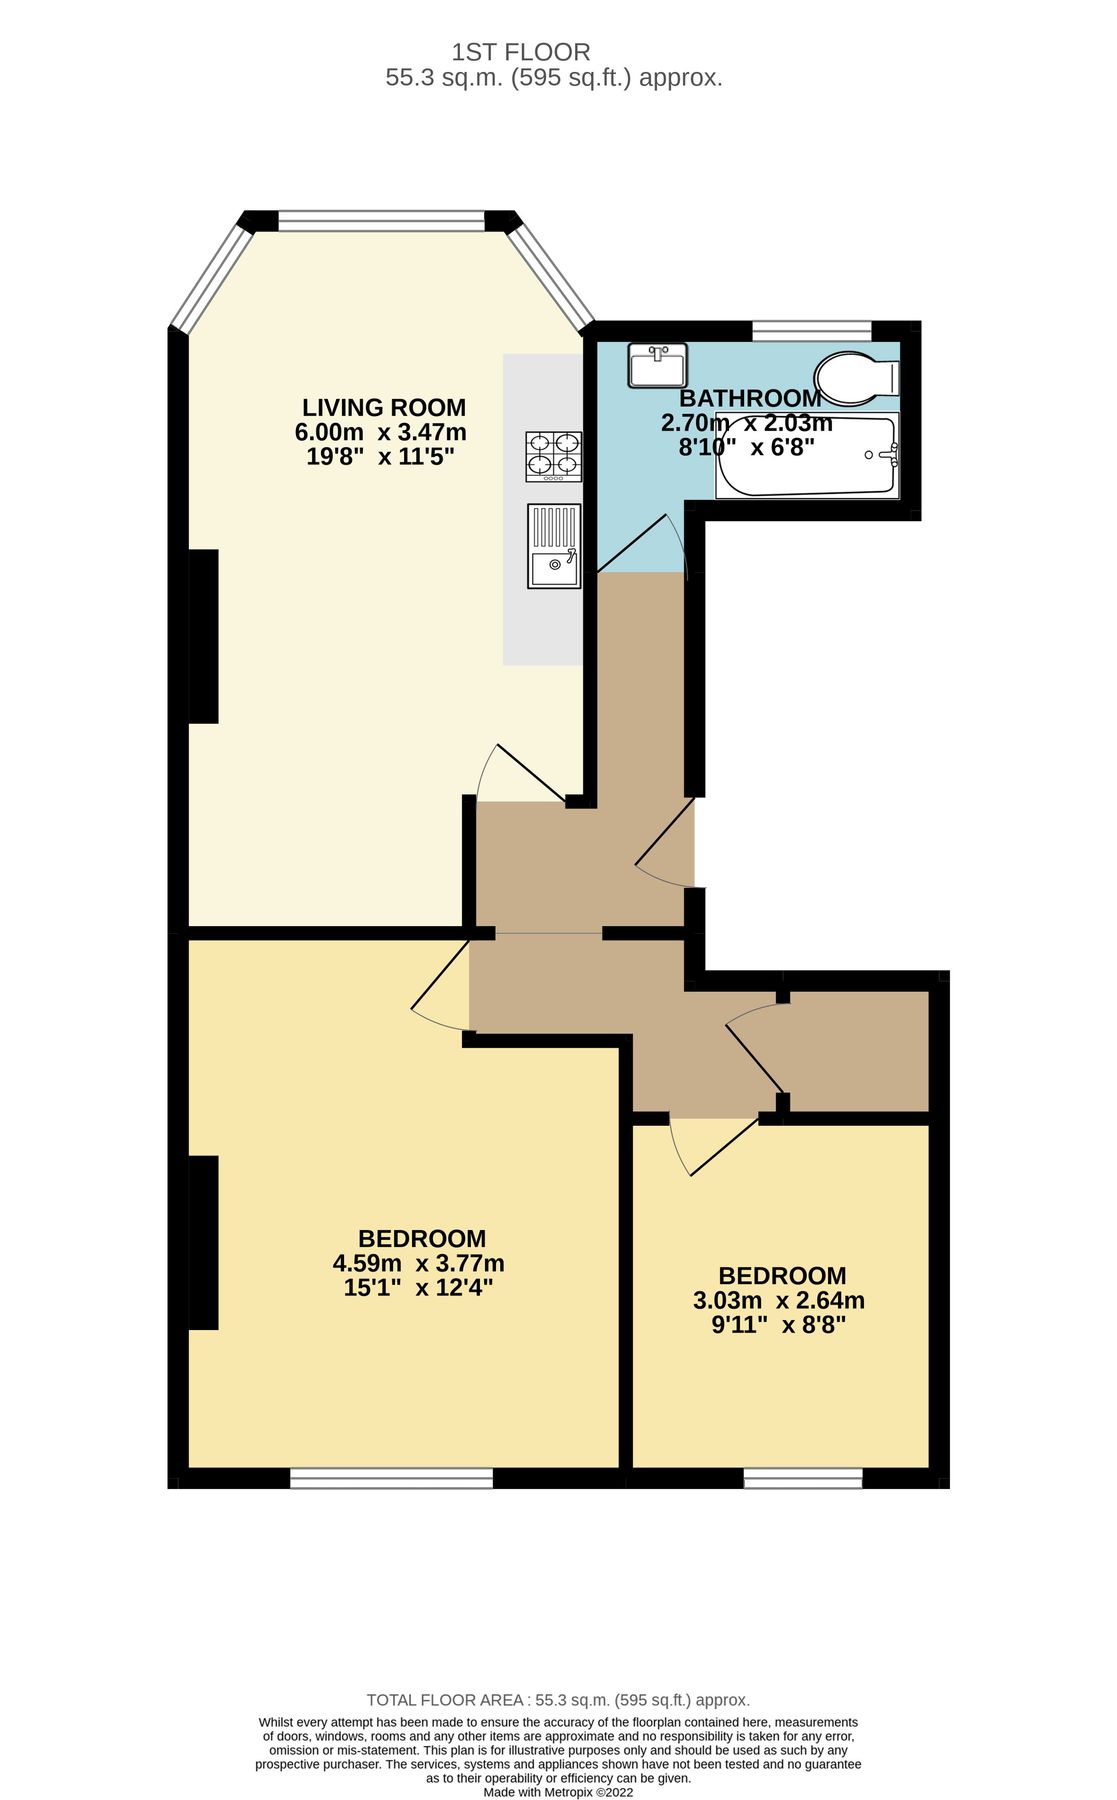 1ST FLOOR
55.3 sq.m. (595 sq.ft.) approx.
LIVING ROOM
6.00m x 3.47m
19'8" x 11'5"
BATHROOM
2.70m x 2.03m
8'10" x 6'8"
BEDROOM
4.59m x 3.77m
15'1" x 12'4"
BEDROOM
3.03m x 2.64m
9'11" x 8'8"
TOTAL FLOOR AREA : 55.3 sq.m. (595 sq.ft.) approx.
Whilst every attempt has been made to ensure the accuracy of the floorplan contained here, measurements
of doors, windows, rooms and any other items are approximate and no responsibility is taken for any error,
omission or mis-statement. This plan is for illustrative purposes only and should be used as such by any
prospective purchaser. The services, systems and appliances shown have not been tested and no guarantee
as to their operability or efficiency can be given.
Made with Metropix ©2022